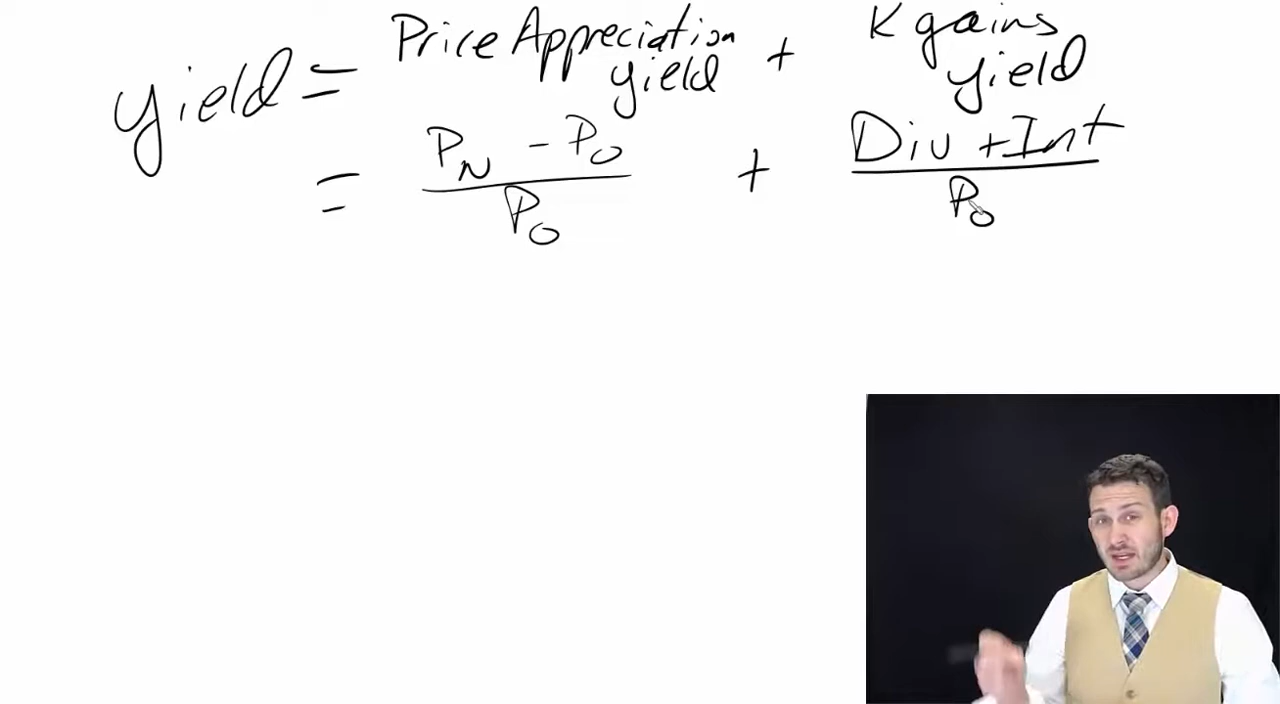 yield = Price Appreciation yield + K gains yield
= P_N - P_O / P_O + Div + Int / P_O